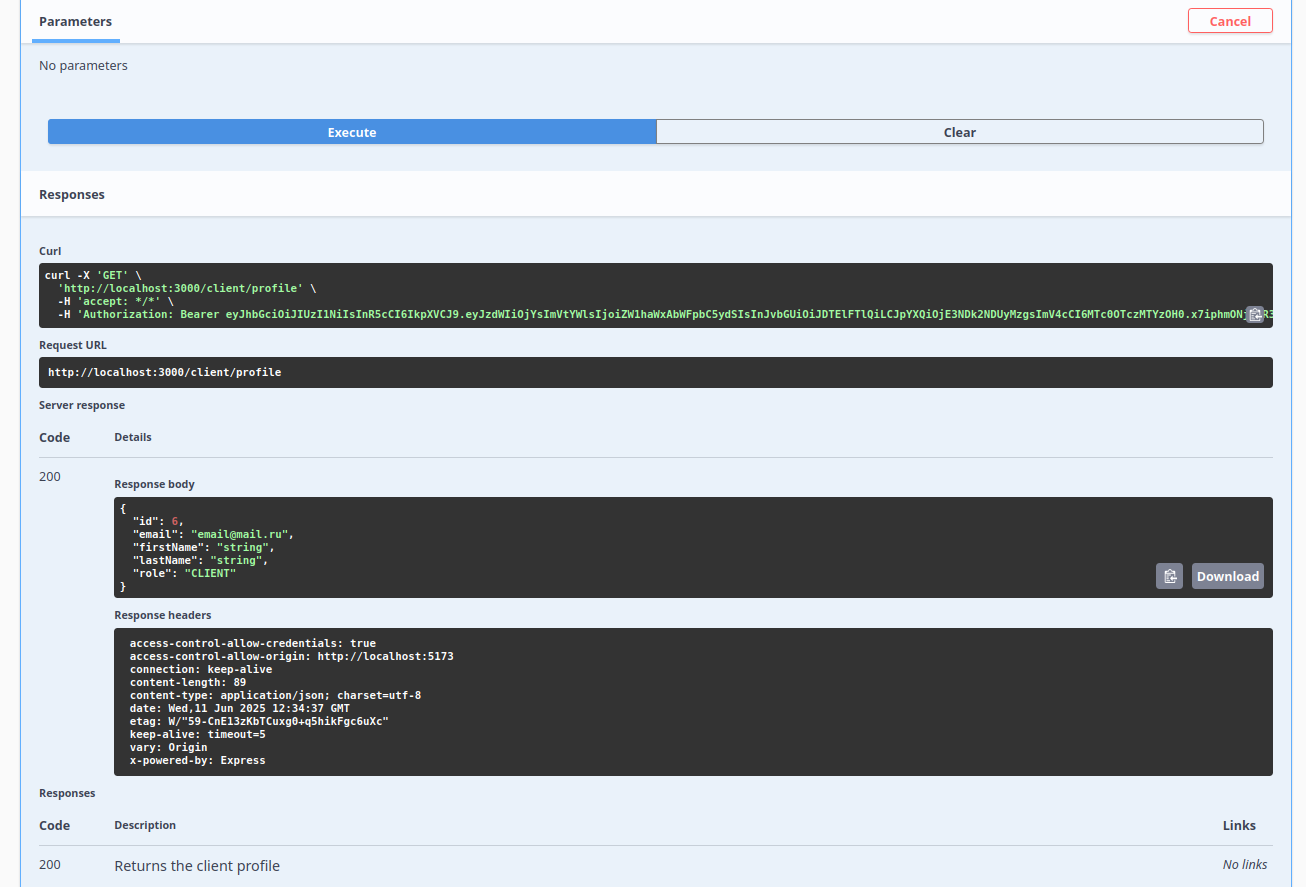 Parameters
Cancel
No parameters
Execute
Clear
Responses
Curl
curl -X 'GET' \
'http://localhost:3000/client/profile' \
-H 'accept: */*' \
-H 'Authorization: Bearer
Request URL
http://localhost:3000/client/profile
Server response
Code Details
200
Response body
{
"id": 6,
"email": "email@mail.ru",
"firstName": "string",
"lastName": "string",
"role": "CLIENT"
}
Download
Response headers
access-control-allow-credentials: true
access-control-allow-origin: http://localhost:5173
connection: keep-alive
content-length: 89
content-type: application/json; charset=utf-8
date: Wed,11 Jun 2025 12:34:37 GMT
etag: W/"59-CnE13zKbTCuxg0+q5hikFgc6uXc"
keep-alive: timeout=5
vary: Origin
x-powered-by: Express
Responses
Code Description Links
200 Returns the client profile No links